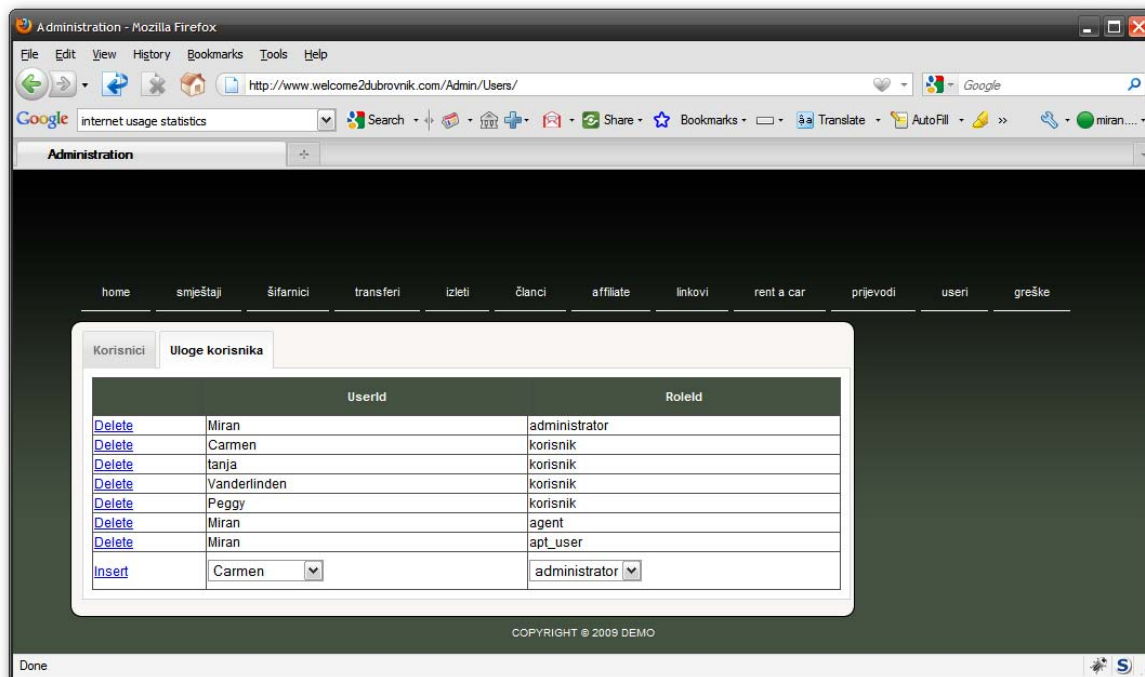 Administration - Mozilla Firefox
File Edit View History Bookmarks Tools Help
http://www.welcome2dubrovnik.com/Admin/Users/ Google
Google internet usage statistics Search Share Bookmarks Translate AutoFill » miran....
Administration
home smještaji šifarnici transferi izleti članci affiliate linkovi rent a car prijevodi useri greške
Korisnici Uloge korisnika
UserId RoleId
Delete Miran administrator
Delete Carmen korisnik
Delete tanja korisnik
Delete Vanderlinden korisnik
Delete Peggy korisnik
Delete Miran agent
Delete Miran apt_user
Insert Carmen administrator
COPYRIGHT © 2009 DEMO
Done